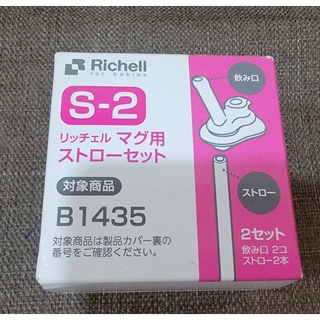 Richell
for babies
S-2
リッチェル マグ用
ストローセット
対象商品
B1435
対象商品は製品カバー裏の
番号をご確認ください。
飲み口
ストロー
2セット
飲み口 2コ
ストロー2本